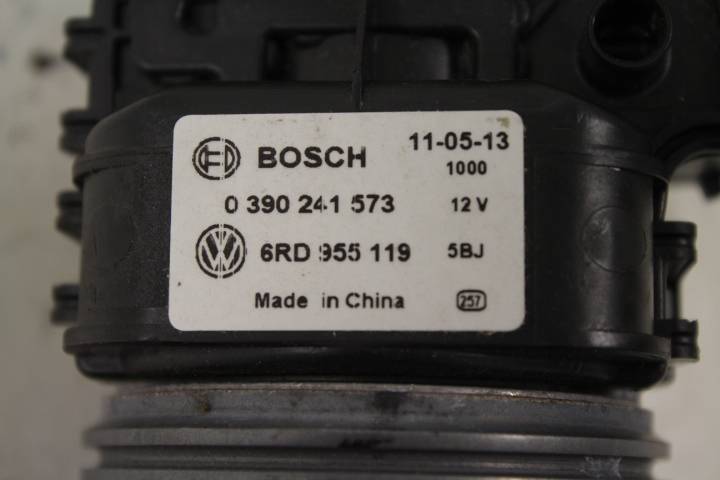 BOSCH 11-05-13
1000
0 390 241 573 12 V
6RD 955 119 5BJ
Made in China 257